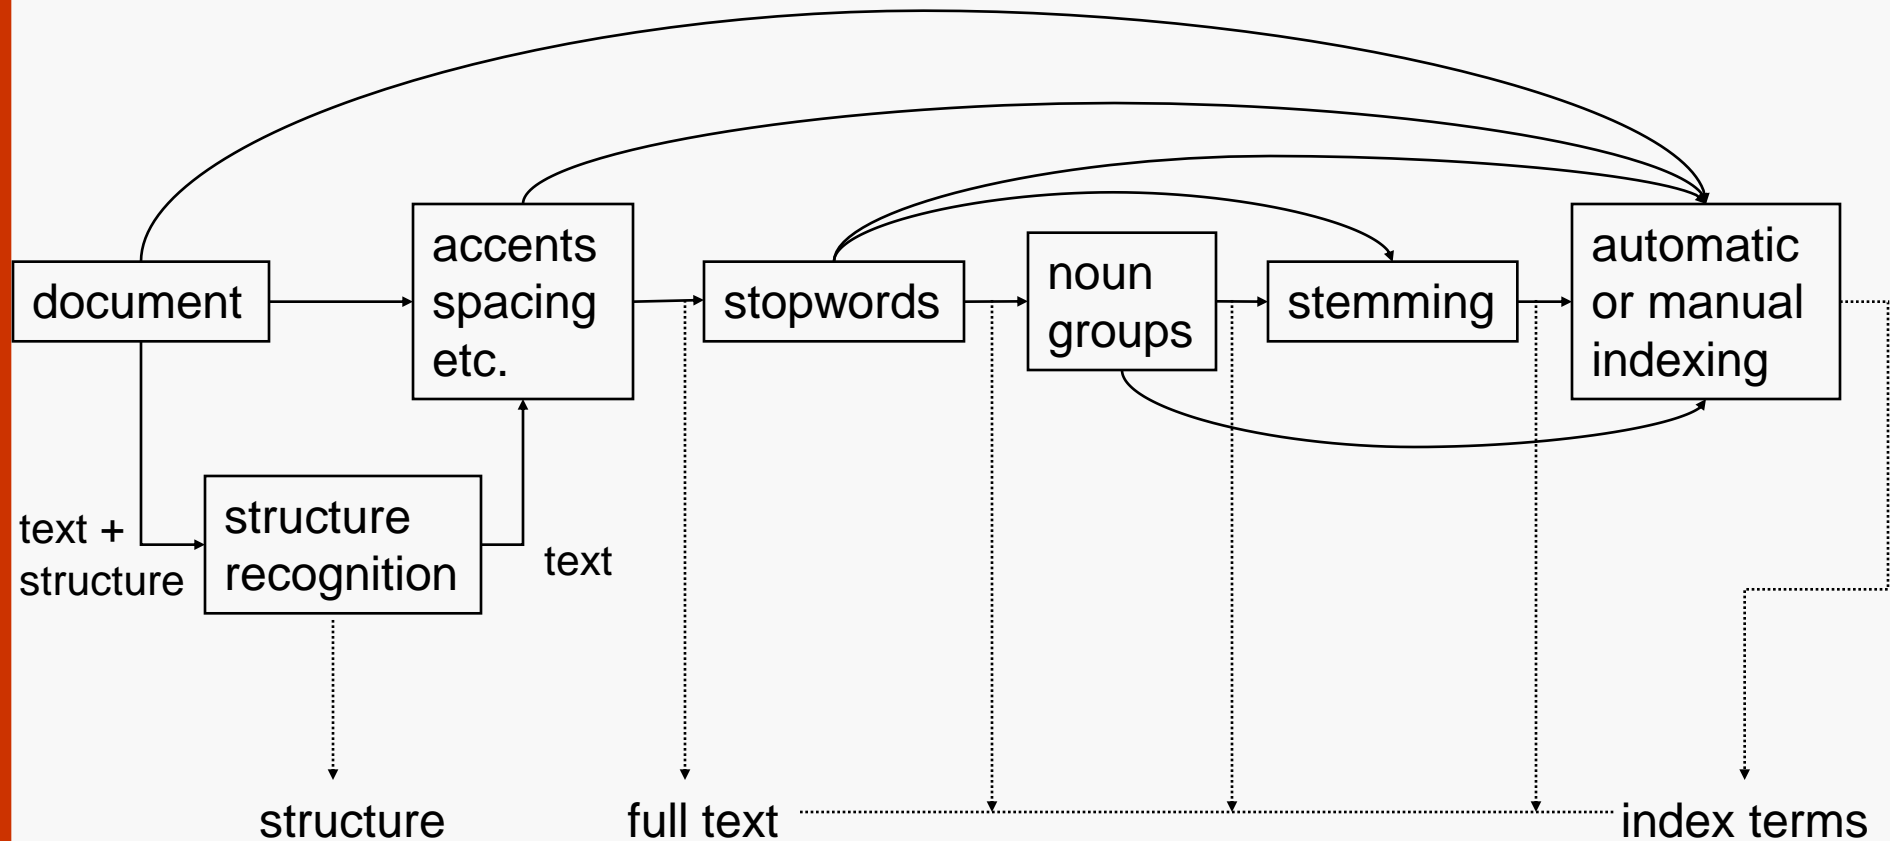 document
accents
spacing
etc.
stopwords
noun
groups
stemming
automatic
or manual
indexing
text +
structure
structure
recognition
text
structure
full text
index terms